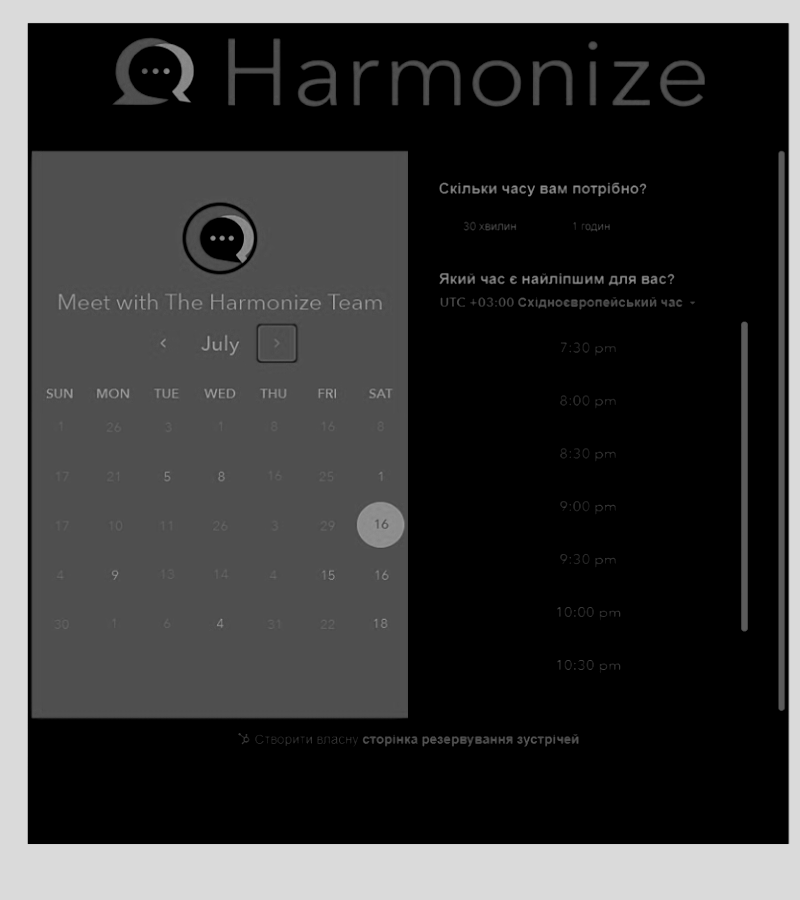 Harmonize
Meet with The Harmonize Team
July
SUN MON TUE WED THU FRI SAT
1 26 3 1 8 16 8
17 21 5 8 16 25 1
17 10 11 26 3 29 16
4 9 13 14 4 15 16
30 1 6 4 31 22 18
Скільки часу вам потрібно?
30 хвилин 1 годин
Який час є найліпшим для вас?
UTC +03:00 Східноєвропейський час
7:30 pm
8:00 pm
8:30 pm
9:00 pm
9:30 pm
10:00 pm
10:30 pm
Створити власну сторінка резервування зустрічей